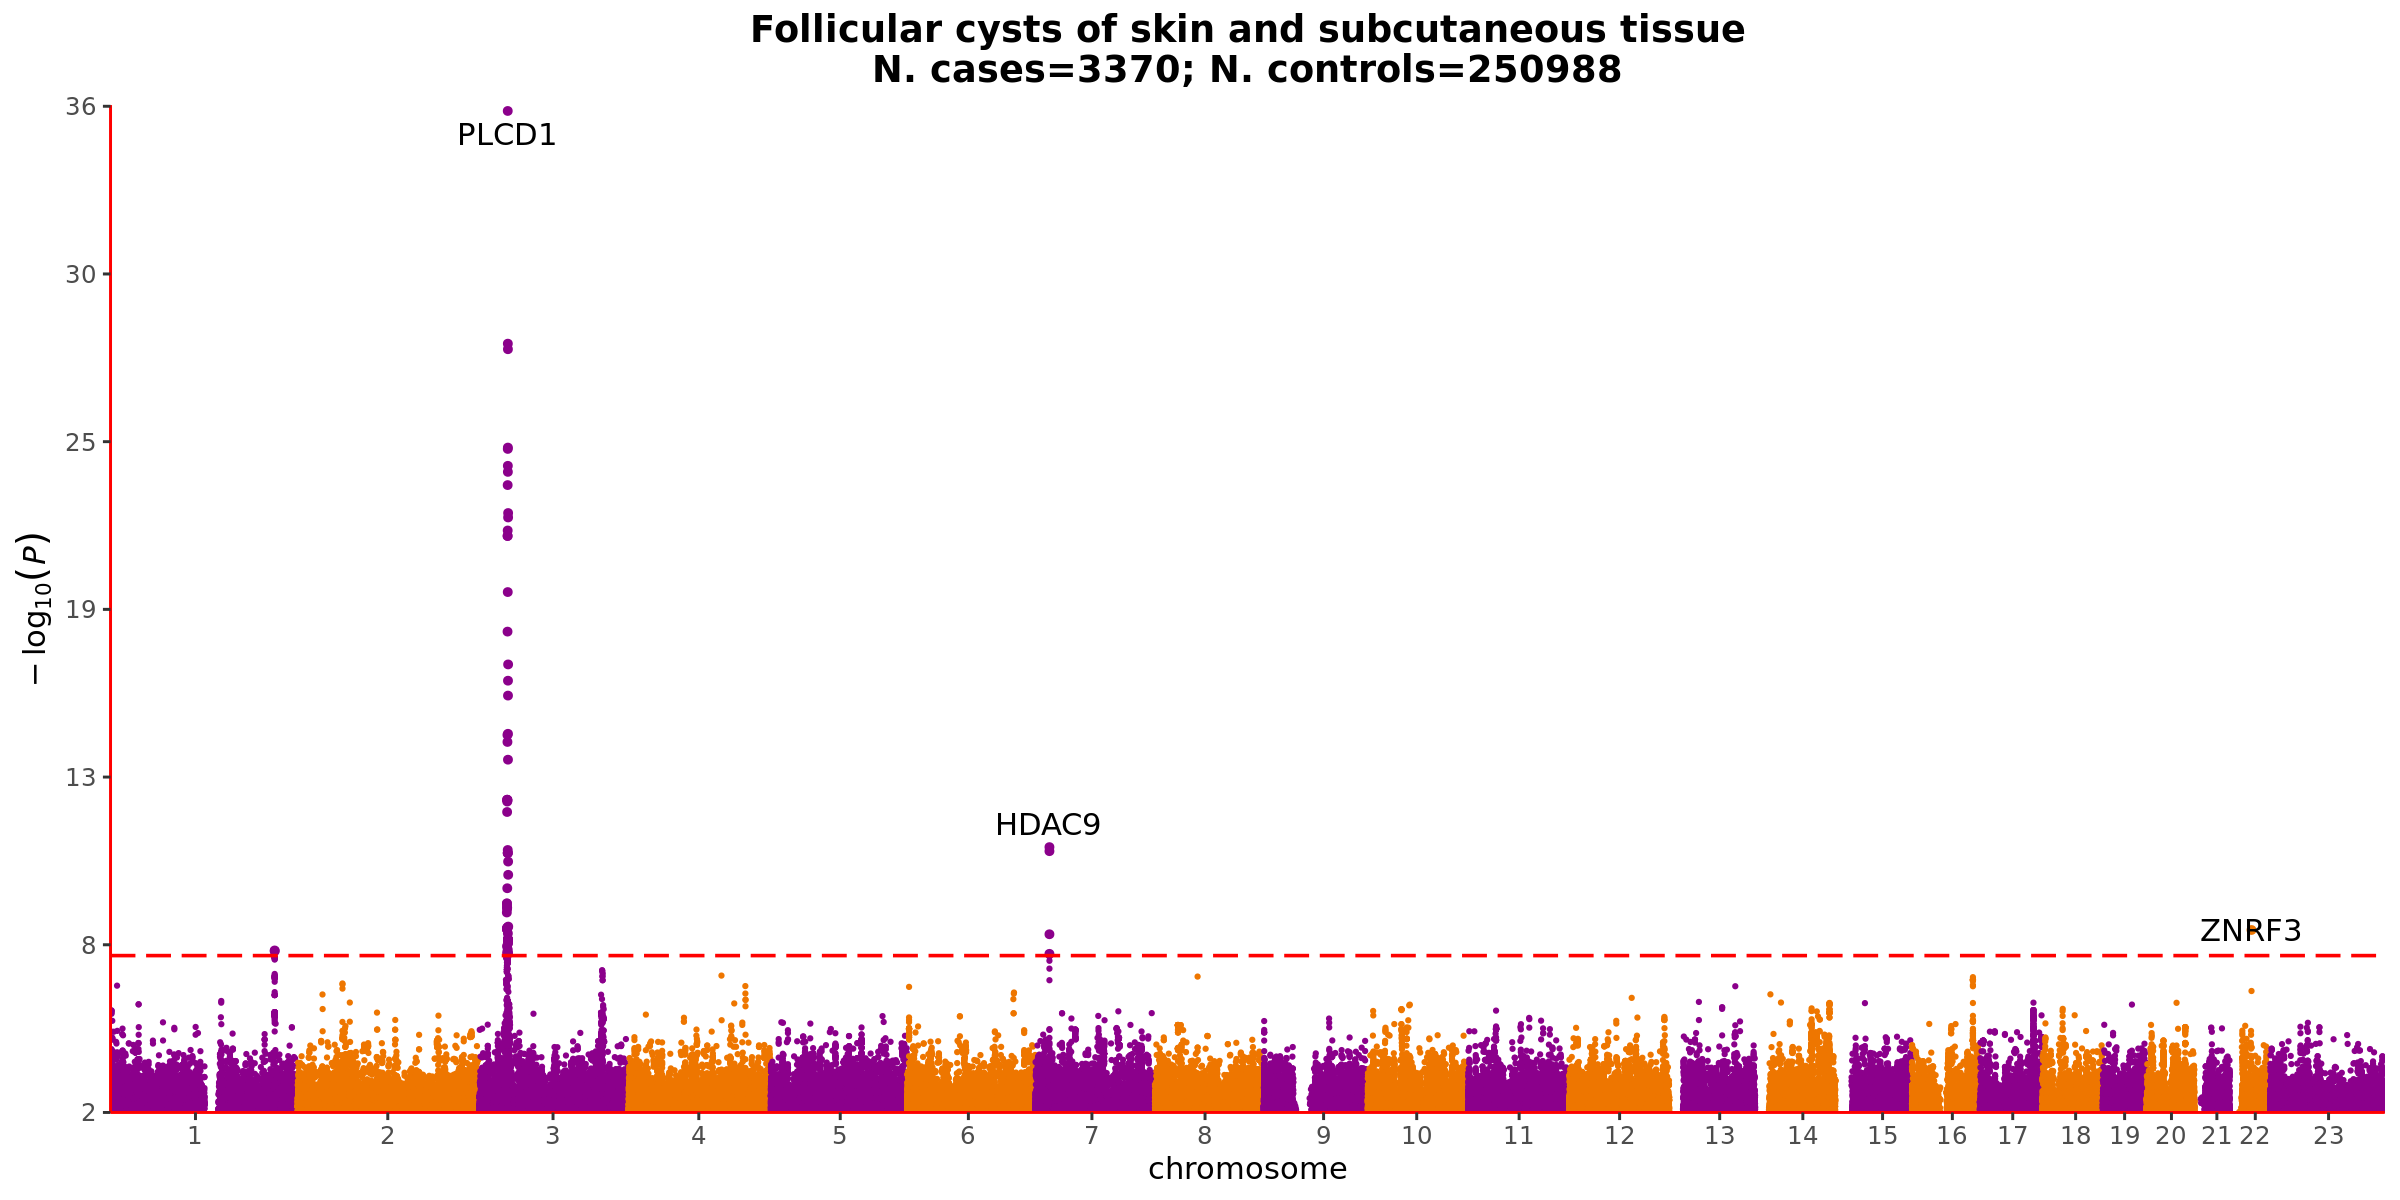 Follicular cysts of skin and subcutaneous tissue
N. cases=3370; N. controls=250988
36
PLCD1
30
25
19
13
HDAC9
8
ZNRF3
2
− log10(P)
1 2 3 4 5 6 7 8 9 10 11 12 13 14 15 16 17 18 19 20 21 22 23
chromosome